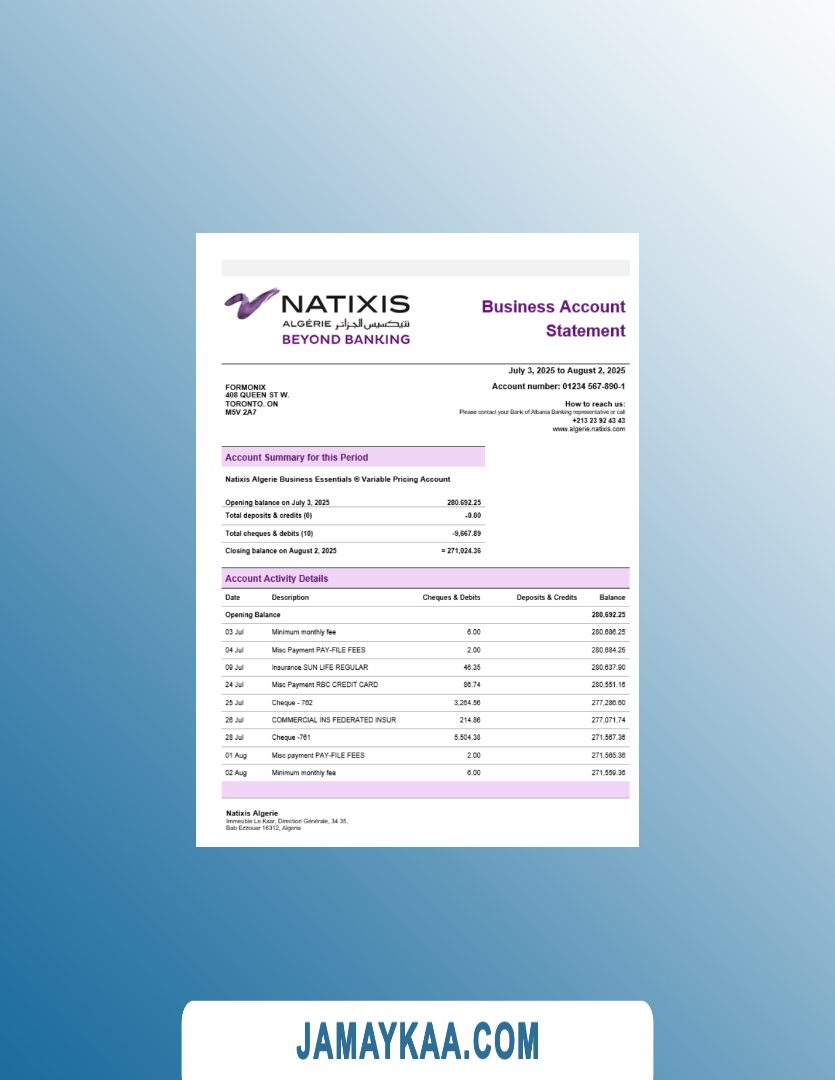 NATIXIS
ALGÉRIE نتيكسيس الجزائر
BEYOND BANKING
Business Account
Statement
July 3, 2025 to August 2, 2025
Account number: 01234 567-890-1
FORMONIX
408 QUEEN ST W.
TORONTO. ON
M5V 2A7
How to reach us:
Please contact your Bank of Albania Banking representative or call
+213 23 92 43 43
www.algerie.natixis.com
Account Summary for this Period
Natixis Algerie Business Essentials ® Variable Pricing Account
Opening balance on July 3, 2025 280.692.25
Total deposits & credits (0) -0.00
Total cheques & debits (10) -9,667.89
Closing balance on August 2, 2025 = 271,024.36
Account Activity Details
Date Description Cheques & Debits Deposits & Credits Balance
Opening Balance 280,692.25
03 Jul Minimum monthly fee 6.00 280,686.25
04 Jul Misc Payment PAY-FILE FEES 2.00 280,684.25
09 Jul Insurance SUN LIFE REGULAR 46.35 280,637.90
24 Jul Misc Payment RBC CREDIT CARD 86.74 280,551.16
25 Jul Cheque - 762 3,264.56 277,286.60
26 Jul COMMERCIAL INS FEDERATED INSUR 214.86 277,071.74
28 Jul Cheque -761 5,504.38 271,567.36
01 Aug Misc payment PAY-FILE FEES 2.00 271,565.36
02 Aug Minimum monthly fee 6.00 271,559.36
Natixis Algerie
Immeuble Le Ksar, Direction Générale, 34 35,
Bab Ezzouar 16312, Algeria
JAMAYKAA.COM